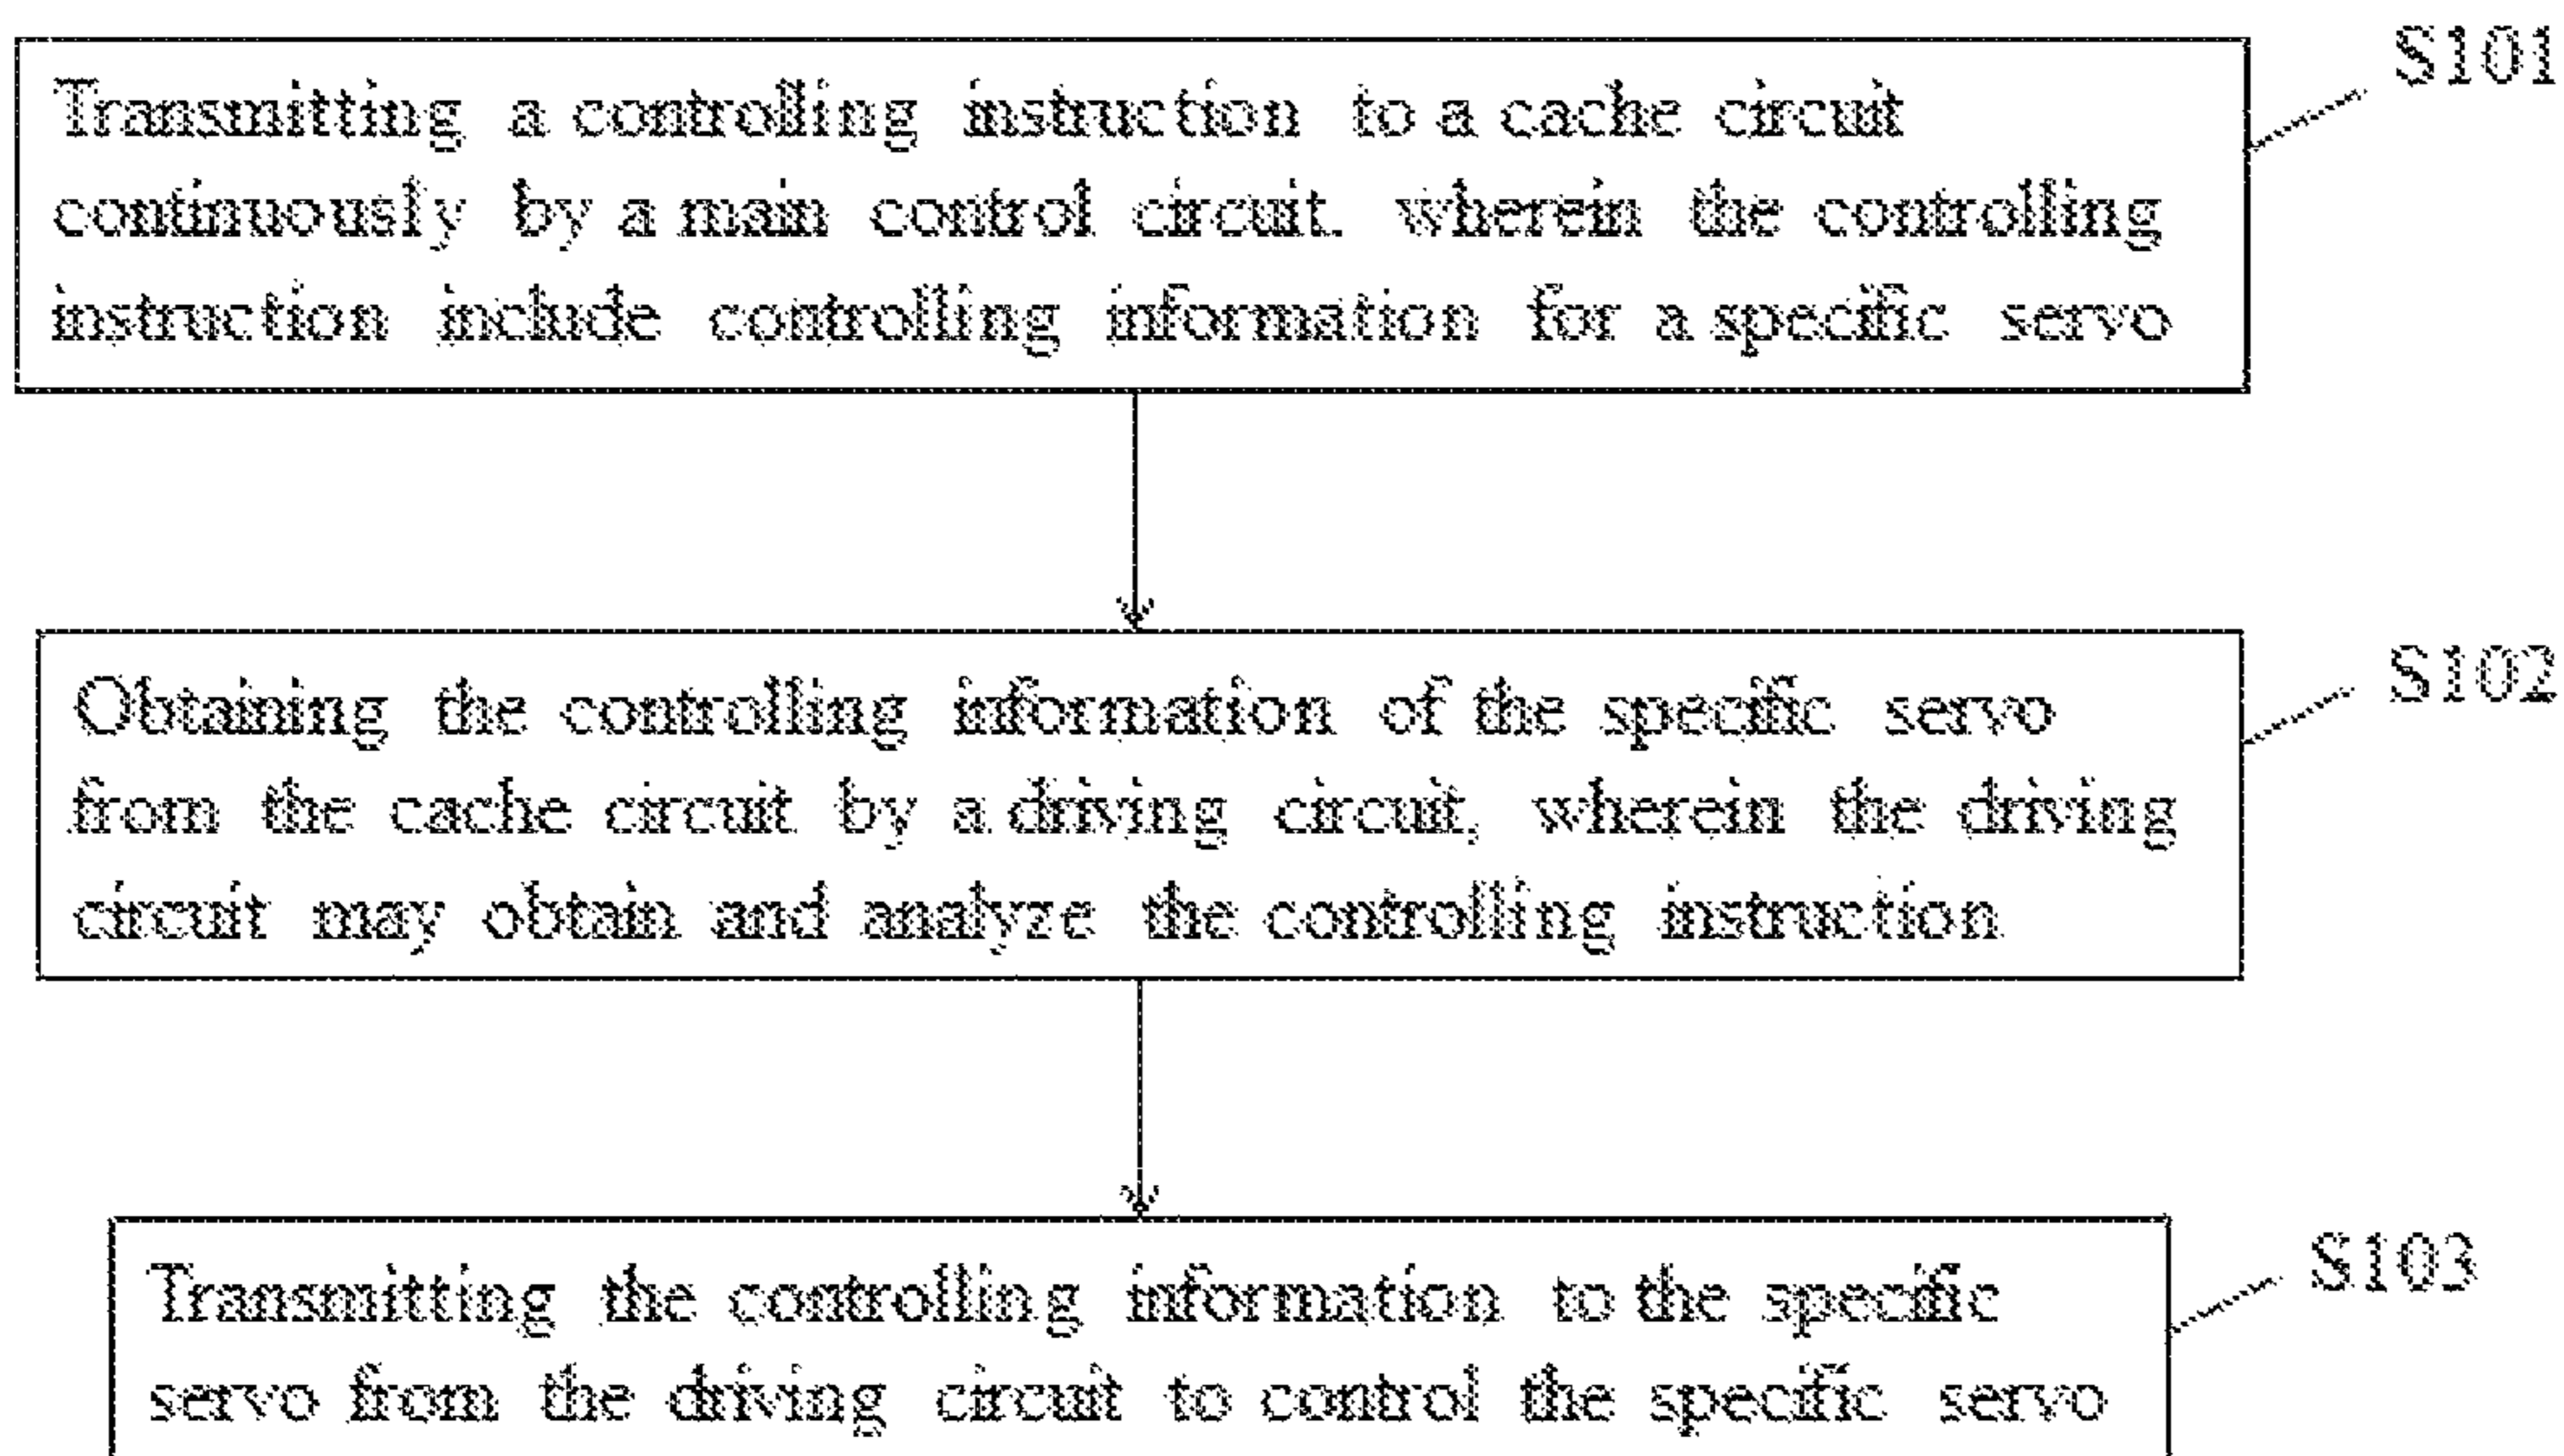 S101
Transmitting a controlling instruction to a cache circuit
continuously by a main control circuit. wherein the controlling
instruction include controlling information for a specific servo
S102
Obtaining the controlling information of the specific servo
from the cache circuit by a driving circuit, wherein the driving
circuit may obtain and analyze the controlling instruction
S103
Transmitting the controlling information to the specific
servo from the driving circuit to control the specific servo